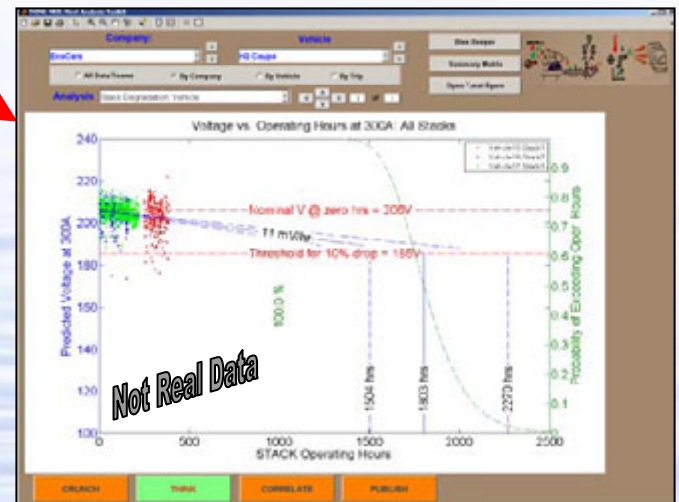 Company:
Vehicle
EnviCars
H2 Coupe
Dive Deeper
Summary Matrix
All Data/Teams
By Company
By Vehicle
By Trip
Analysis
Stack Degradation: Vehicle
Voltage vs. Operating Hours at 300A: All Stacks
240
220
200
180
160
140
120
100
Predicted Voltage at 300A
Nominal V @ zero hrs = 206V
11 mV/hr
Threshold for 10% drop = 185V
100.0 %
Not Real Data
1504 hrs
1803 hrs
2270 hrs
0.9
0.8
0.7
0.6
0.5
0.4
0.3
0.2
0.1
0
Probability of Exceeding Oper Hours
0
500
1000
1500
2000
2500
STACK Operating Hours
CRUNCH
THINK
CORRELATE
PUBLISH